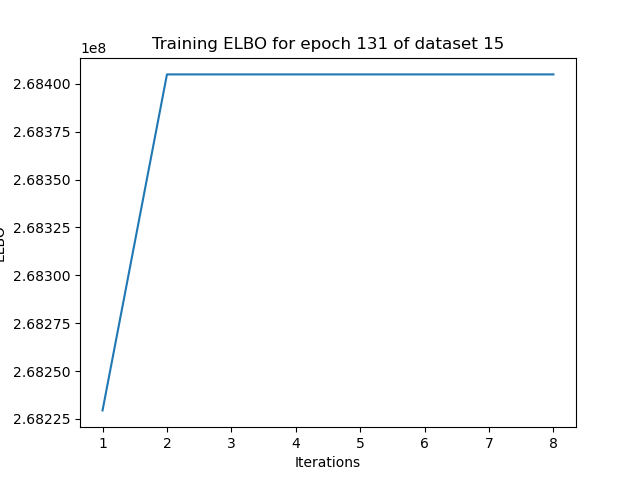 Training ELBO for epoch 131 of dataset 15
1e8
2.68400
2.68375
2.68350
2.68325
2.68300
2.68275
2.68250
2.68225
ELBO
1 2 3 4 5 6 7 8
Iterations